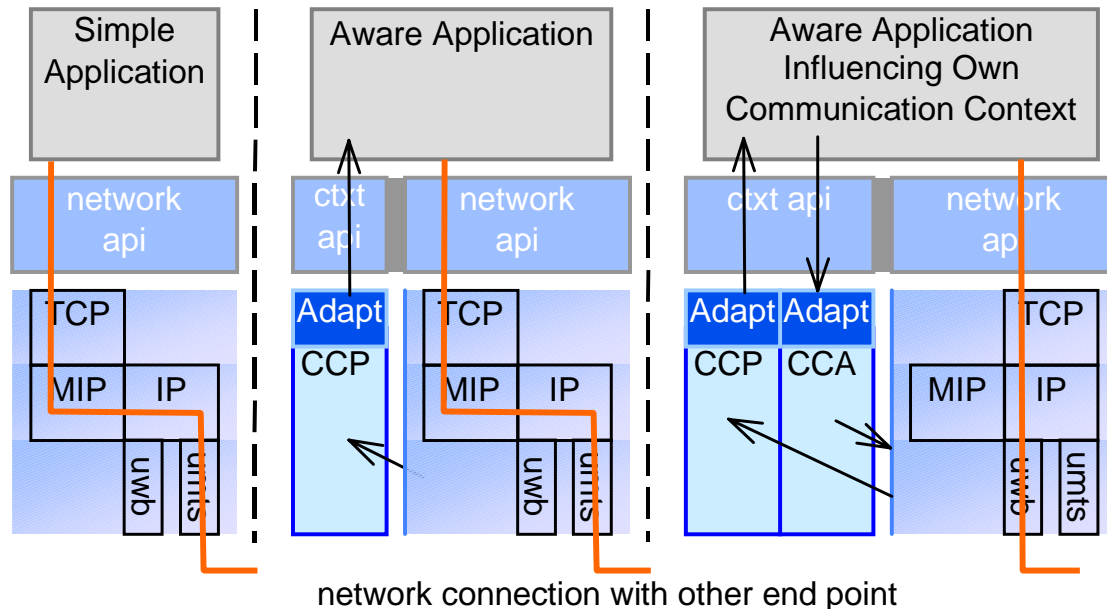 Simple
Application
network
api
TCP
MIP IP
uwb
umts
Aware Application
ctxt
api
network
api
Adapt
CCP
TCP
MIP IP
uwb
umts
Aware Application
Influencing Own
Communication Context
ctxt api
network
api
Adapt Adapt
CCP CCA
TCP
MIP IP
uwb
umts
network connection with other end point